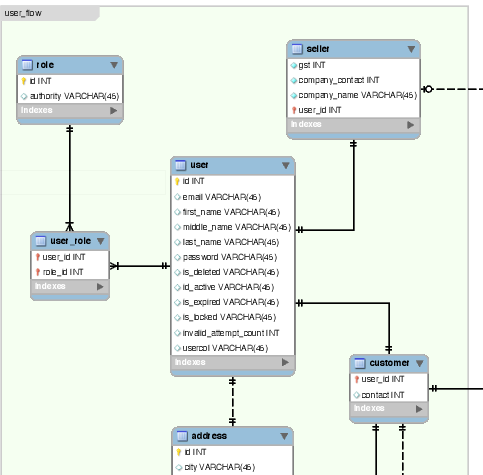 user_flow
role
id INT
authority VARCHAR(45)
Indexes
seller
gst INT
company_contact INT
company_name VARCHAR(45)
user_id INT
Indexes
user
id INT
email VARCHAR(45)
first_name VARCHAR(45)
middle_name VARCHAR(45)
last_name VARCHAR(45)
password VARCHAR(45)
is_deleted VARCHAR(45)
id_active VARCHAR(45)
is_expired VARCHAR(45)
is_locked VARCHAR(45)
invalid_attempt_count INT
usercol VARCHAR(45)
Indexes
user_role
user_id INT
role_id INT
Indexes
customer
user_id INT
contact INT
Indexes
address
id INT
city VARCHAR(45)